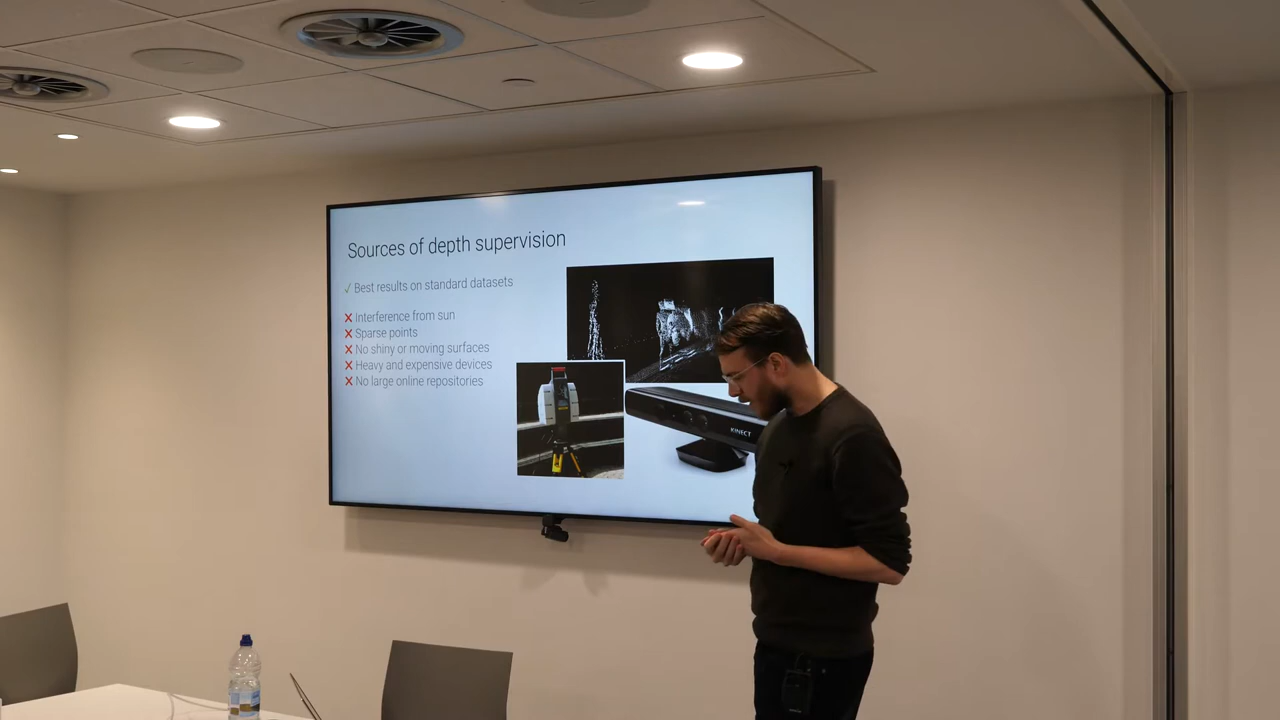 Sources of depth supervision
✓ Best results on standard datasets
X Interference from sun
X Sparse points
X No shiny or moving surfaces
X Heavy and expensive devices
X No large online repositories
KINECT